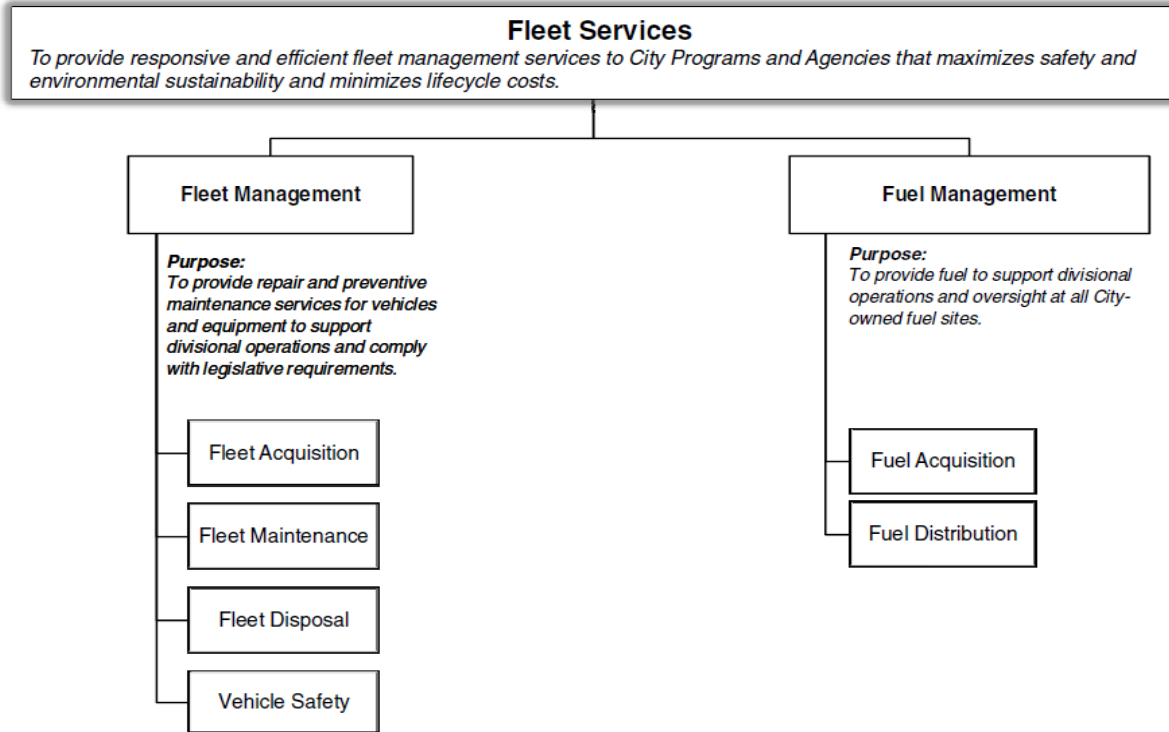 Fleet Services
To provide responsive and efficient fleet management services to City Programs and Agencies that maximizes safety and
environmental sustainability and minimizes lifecycle costs.
Fleet Management
Purpose:
To provide repair and preventive
maintenance services for vehicles
and equipment to support
divisional operations and comply
with legislative requirements.
Fleet Acquisition
Fleet Maintenance
Fleet Disposal
Vehicle Safety
Fuel Management
Purpose:
To provide fuel to support divisional
operations and oversight at all City-
owned fuel sites.
Fuel Acquisition
Fuel Distribution